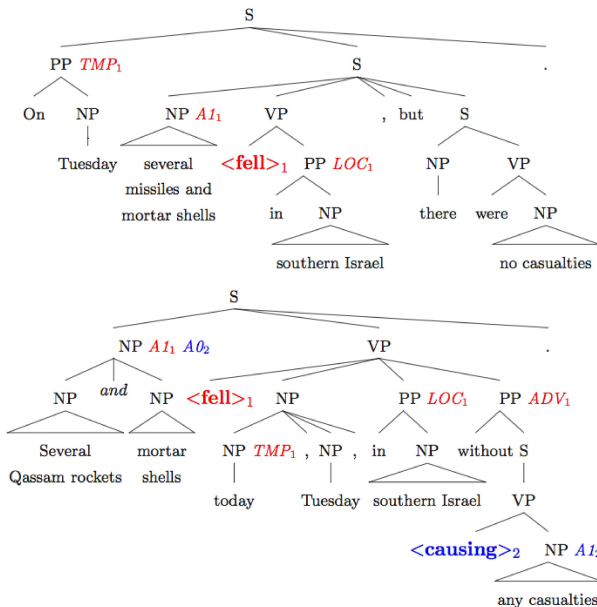 S
PP TMP1 S .
On NP NP A11 VP , but S
Tuesday several <fell>1 PP LOC1 NP VP
missiles and
mortar shells in NP there were NP
southern Israel no casualties
S
NP A11 A02 VP .
NP and NP <fell>1 NP PP LOC1 PP ADV1
Several mortar NP TMP1 , NP , in NP without S
Qassam rockets shells today Tuesday southern Israel VP
<causing>2 NP A12
any casualties